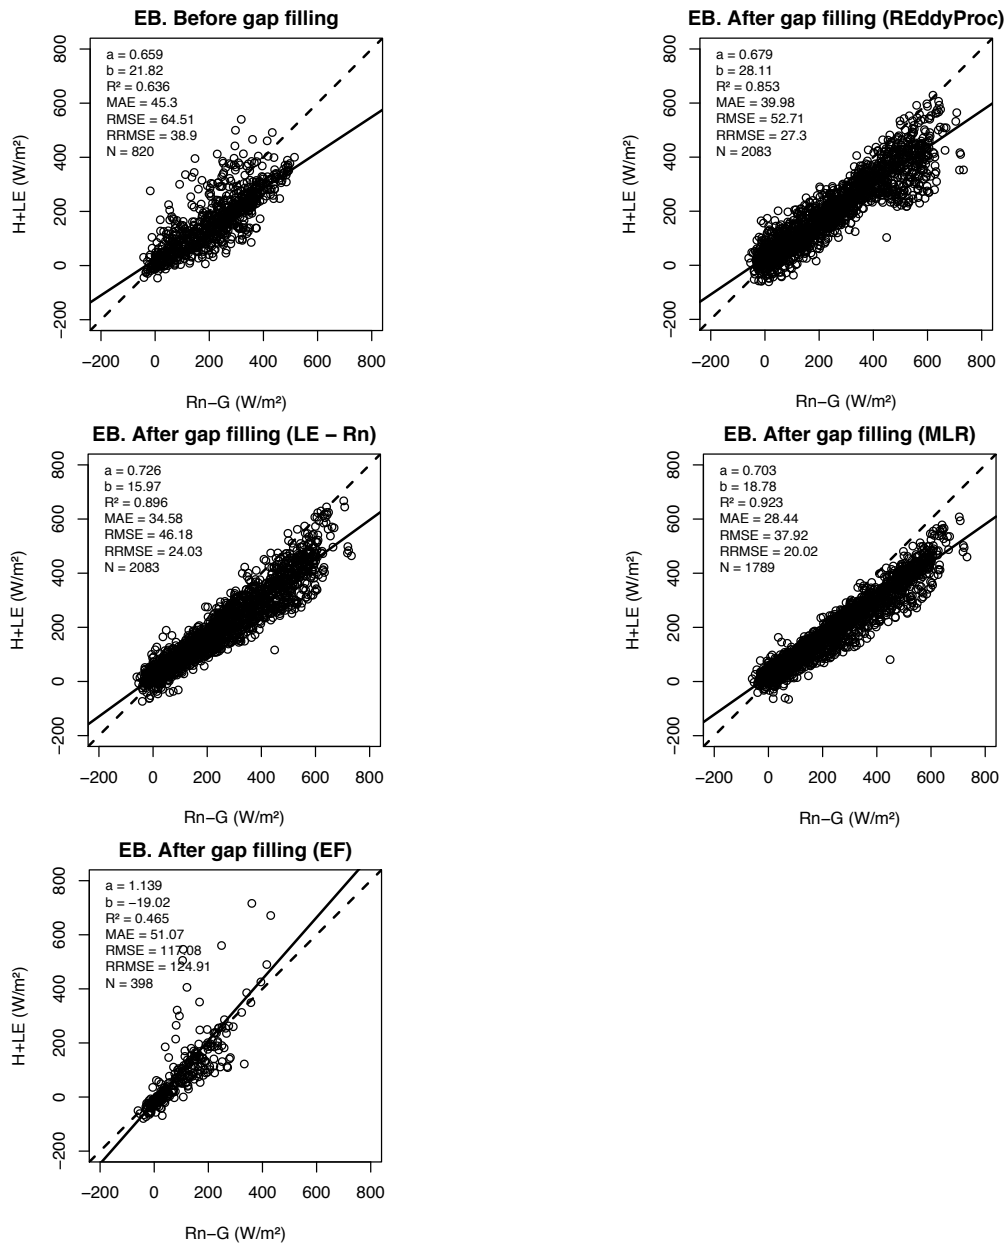 EB. Before gap filling
a = 0.659
b = 21.82
R² = 0.636
MAE = 45.3
RMSE = 64.51
RRMSE = 38.9
N = 820
H+LE (W/m²)
800
600
400
200
0
−200
−200 0 200 400 600 800
Rn−G (W/m²)
EB. After gap filling (REddyProc)
a = 0.679
b = 28.11
R² = 0.853
MAE = 39.98
RMSE = 52.71
RRMSE = 27.3
N = 2083
H+LE (W/m²)
800
600
400
200
0
−200
−200 0 200 400 600 800
Rn−G (W/m²)
EB. After gap filling (LE − Rn)
a = 0.726
b = 15.97
R² = 0.896
MAE = 34.58
RMSE = 46.18
RRMSE = 24.03
N = 2083
H+LE (W/m²)
800
600
400
200
0
−200
−200 0 200 400 600 800
Rn−G (W/m²)
EB. After gap filling (MLR)
a = 0.703
b = 18.78
R² = 0.923
MAE = 28.44
RMSE = 37.92
RRMSE = 20.02
N = 1789
H+LE (W/m²)
800
600
400
200
0
−200
−200 0 200 400 600 800
Rn−G (W/m²)
EB. After gap filling (EF)
a = 1.139
b = −19.02
R² = 0.465
MAE = 51.07
RMSE = 117.08
RRMSE = 124.91
N = 398
H+LE (W/m²)
800
600
400
200
0
−200
−200 0 200 400 600 800
Rn−G (W/m²)